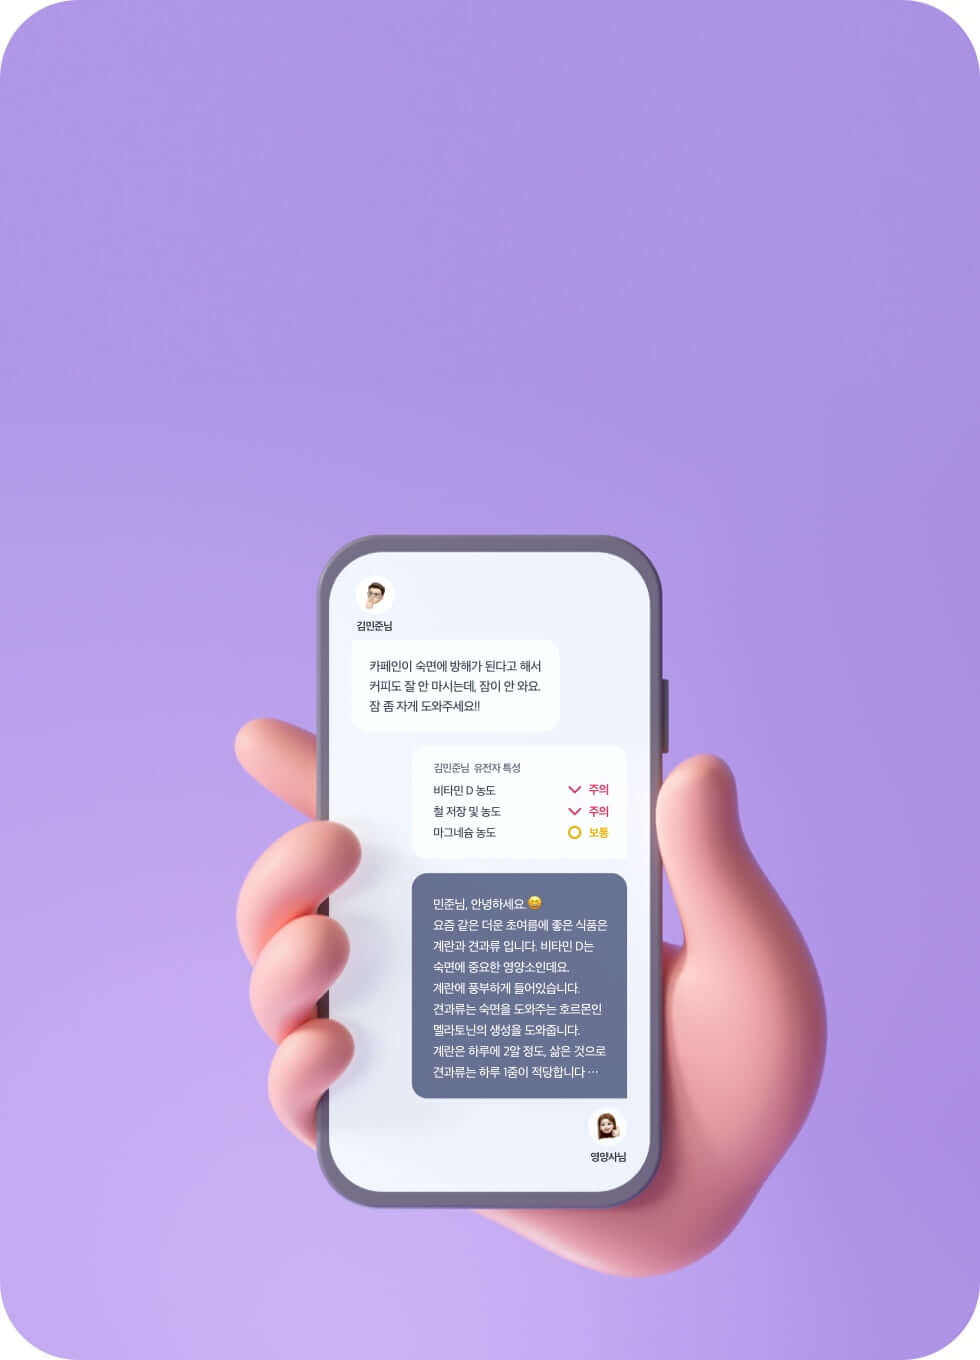 김민준님
카페인이 숙면에 방해가 된다고 해서
커피도 잘 안 마시는데, 잠이 안 와요.
잠 좀 자게 도와주세요!!
김민준님 유전자 특성
비타민 D 농도 주의
철 저장 및 농도 주의
마그네슘 농도 보통
민준님, 안녕하세요.😄
요즘 같은 더운 초여름에 좋은 식품은
계란과 견과류 입니다. 비타민 D는
숙면에 중요한 영양소인데요.
계란에 풍부하게 들어있습니다.
견과류는 숙면을 도와주는 호르몬인
멜라토닌의 생성을 도와줍니다.
계란은 하루에 2알 정도, 삶은 것으로
견과류는 하루 1줌이 적당합니다 …
영양사님